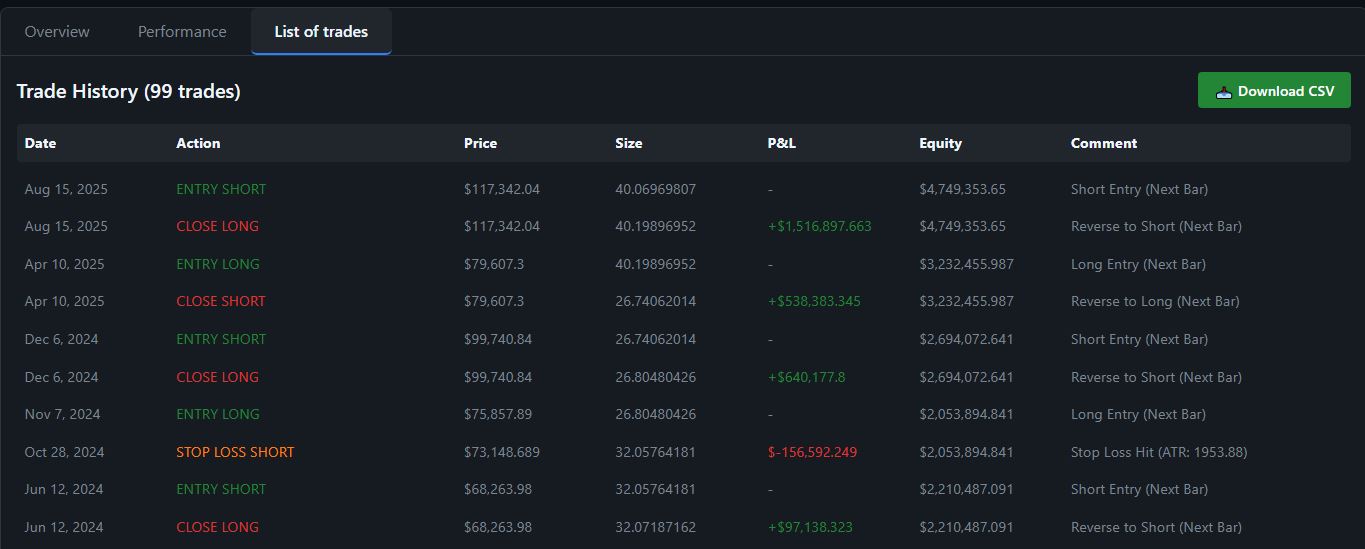 Overview Performance List of trades
Trade History (99 trades) Download CSV
Date Action Price Size P&L Equity Comment
Aug 15, 2025 ENTRY SHORT $117,342.04 40.06969807 - $4,749,353.65 Short Entry (Next Bar)
Aug 15, 2025 CLOSE LONG $117,342.04 40.19896952 +$1,516,897.663 $4,749,353.65 Reverse to Short (Next Bar)
Apr 10, 2025 ENTRY LONG $79,607.3 40.19896952 - $3,232,455.987 Long Entry (Next Bar)
Apr 10, 2025 CLOSE SHORT $79,607.3 26.74062014 +$538,383.345 $3,232,455.987 Reverse to Long (Next Bar)
Dec 6, 2024 ENTRY SHORT $99,740.84 26.74062014 - $2,694,072.641 Short Entry (Next Bar)
Dec 6, 2024 CLOSE LONG $99,740.84 26.80480426 +$640,177.8 $2,694,072.641 Reverse to Short (Next Bar)
Nov 7, 2024 ENTRY LONG $75,857.89 26.80480426 - $2,053,894.841 Long Entry (Next Bar)
Oct 28, 2024 STOP LOSS SHORT $73,148.689 32.05764181 $-156,592.249 $2,053,894.841 Stop Loss Hit (ATR: 1953.88)
Jun 12, 2024 ENTRY SHORT $68,263.98 32.05764181 - $2,210,487.091 Short Entry (Next Bar)
Jun 12, 2024 CLOSE LONG $68,263.98 32.07187162 +$97,138.323 $2,210,487.091 Reverse to Short (Next Bar)